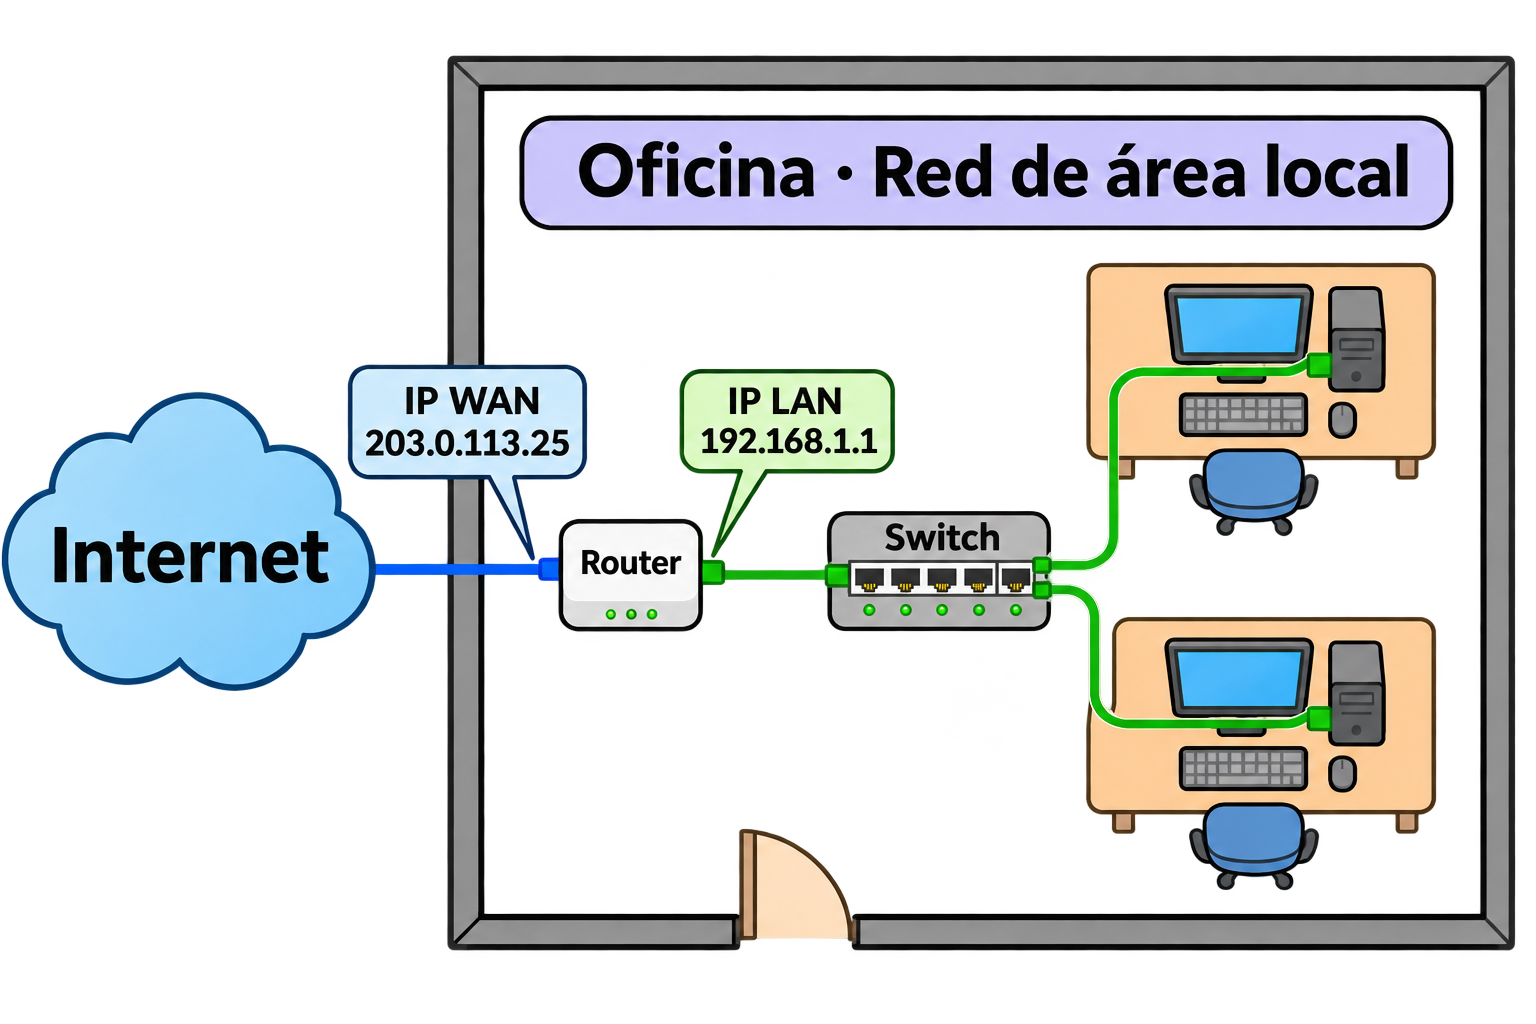 Oficina · Red de área local
IP WAN
203.0.113.25
IP LAN
192.168.1.1
Internet
Router
Switch